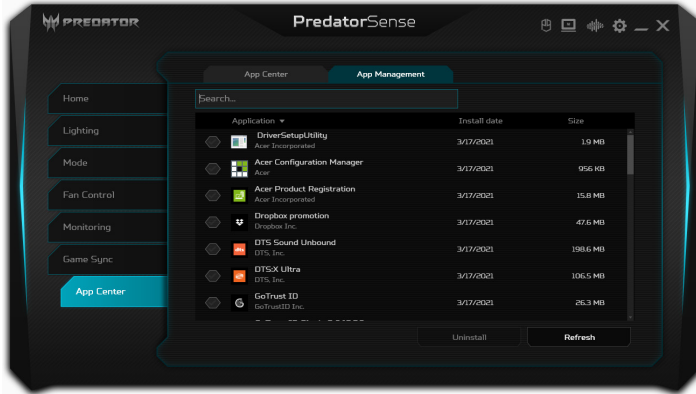 PREDATOR
PredatorSense
App Center
App Management
Home
Lighting
Mode
Fan Control
Monitoring
Game Sync
App Center
Search...
Application Install date Size
DriverSetupUtility
Acer Incorporated
3/17/2021 1.9 MB
Acer Configuration Manager
Acer
3/17/2021 956 KB
Acer Product Registration
Acer Incorporated
3/17/2021 15.8 MB
Dropbox promotion
Dropbox Inc.
3/17/2021 47.6 MB
DTS Sound Unbound
DTS, Inc.
3/17/2021 198.6 MB
DTS:X Ultra
DTS, Inc.
3/17/2021 106.5 MB
GoTrust ID
GoTrustID Inc.
3/17/2021 26.3 MB
Uninstall
Refresh